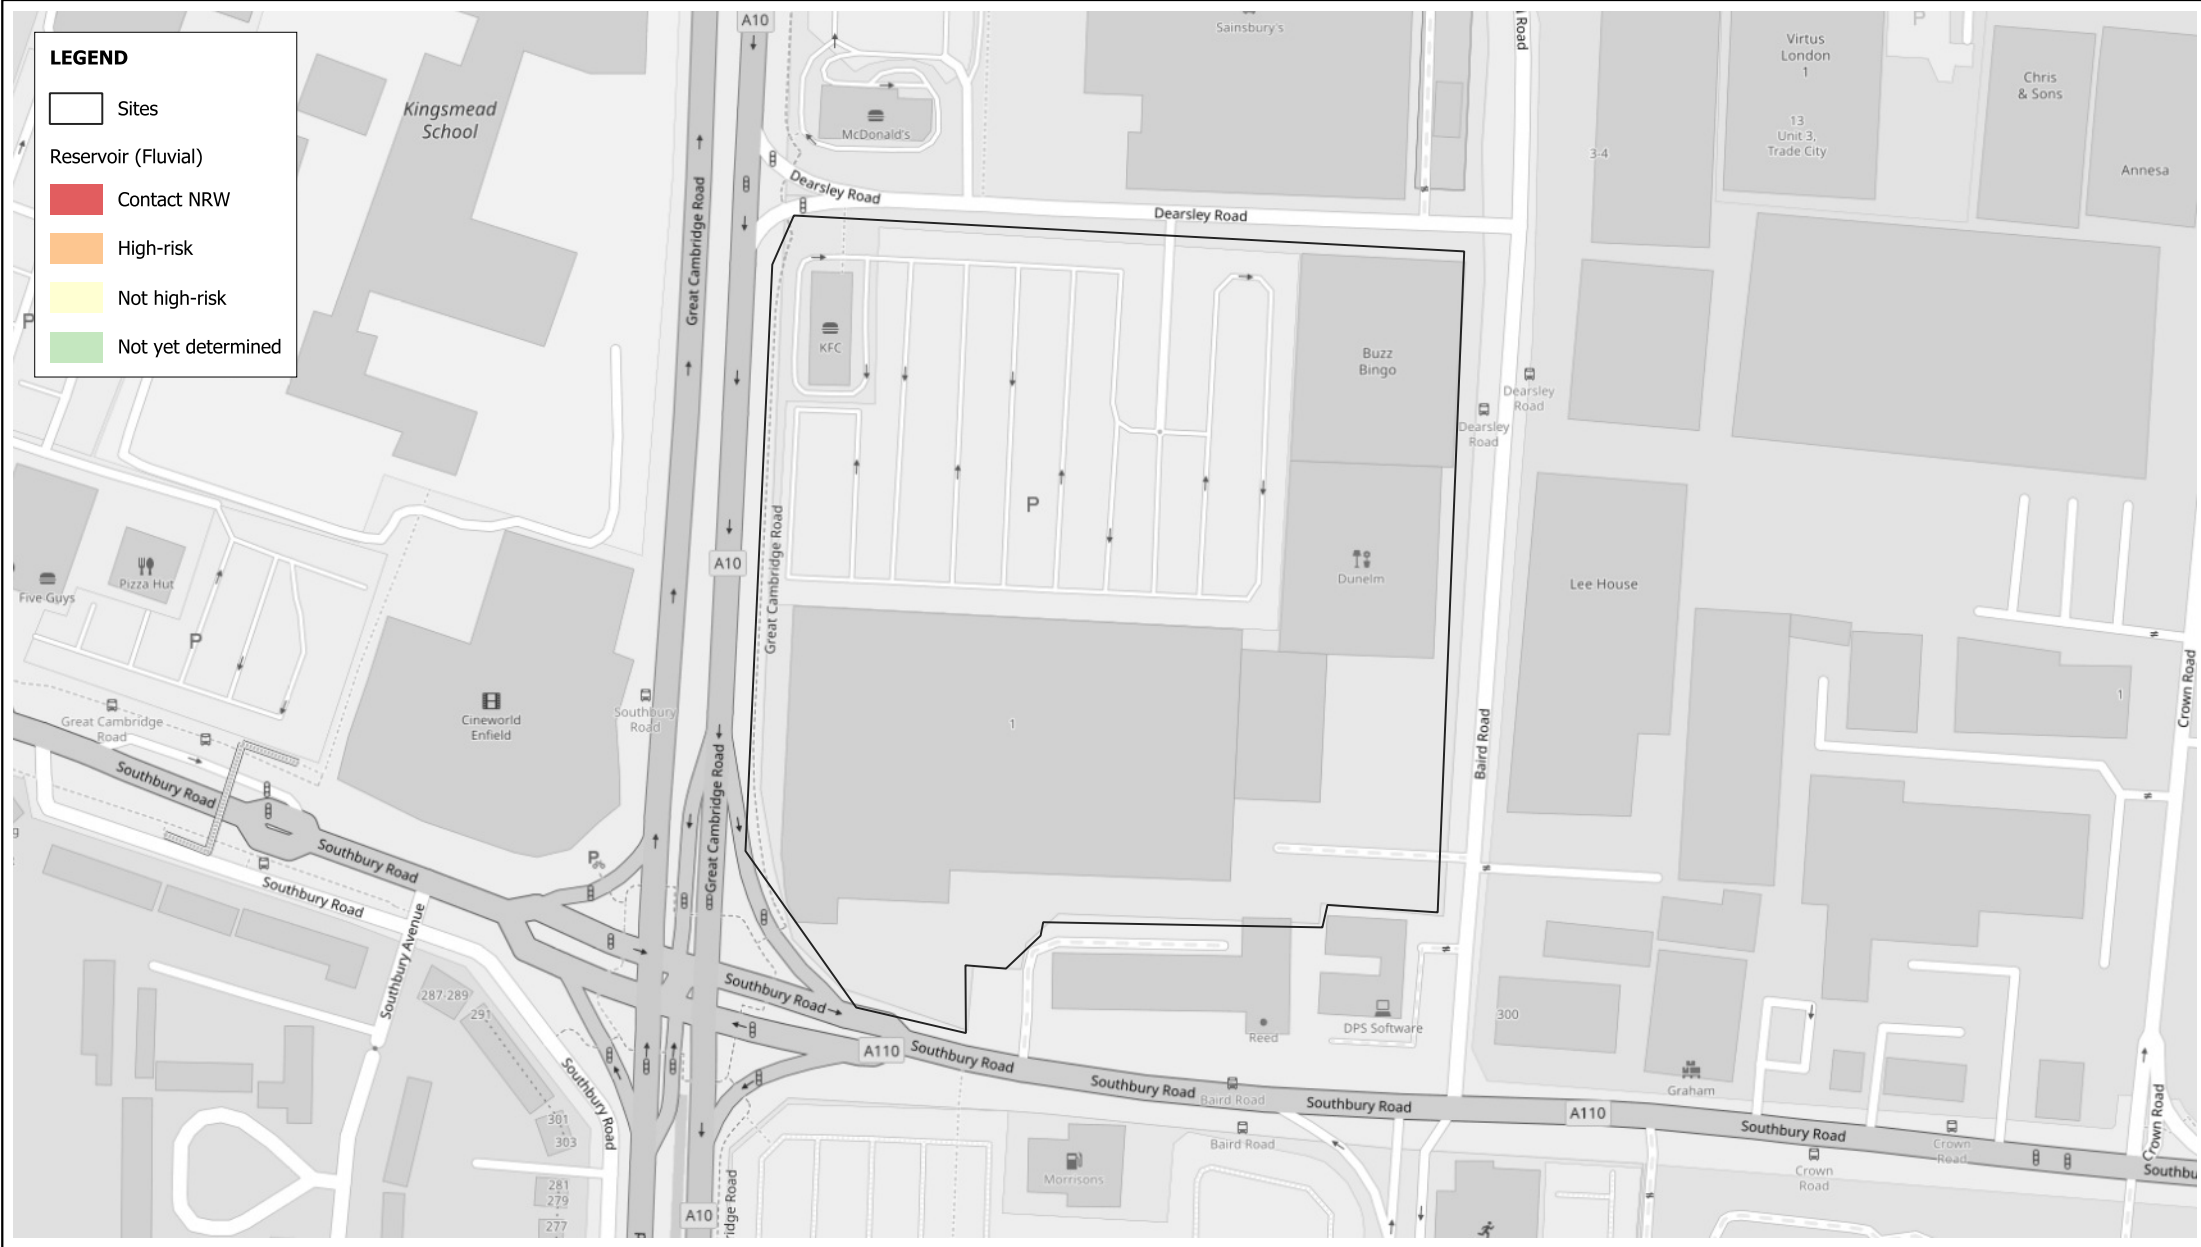 LEGEND
Sites
Reservoir (Fluvial)
Contact NRW
High-risk
Not high-risk
Not yet determined
A10
Sainsbury's
Road
Virtus
London
1
P
Chris
& Sons
Kingsmead
School
McDonald's
13
Unit 3,
Trade City
3-4
Annesa
Dearsley Road
Dearsley Road
Great Cambridge Road
P
KFC
Buzz
Bingo
Dearsley
Road
Dearsley
Road
P
A10
Great Cambridge Road
Dunelm
Lee House
Pizza Hut
Five Guys
P
Great Cambridge
Road
Cineworld
Enfield
Southbury
Road
1
1
Crown Road
Baird Road
Southbury Road
Great Cambridge Road
P
Southbury Road
Southbury Road
Southbury Avenue
287-289
291
Southbury Road
300
Reed
DPS Software
A110
Southbury Road
Southbury Road
Baird Road
Southbury Road
A110
Graham
Southbury Road
Crown
Road
Crown Road
Southbury Road
301
303
Baird Road
Morrisons
Crown
Road
Southbu
281
279
277
A10
ridge Road